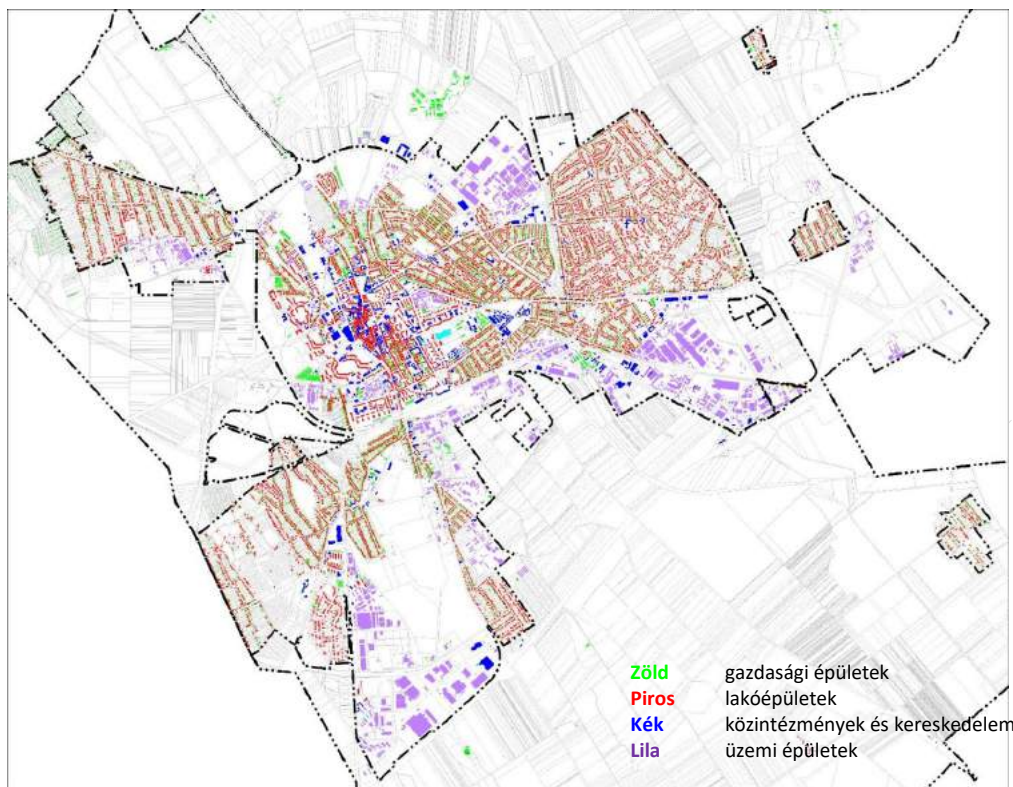 Zöld gazdasági épületek
Piros lakóépületek
Kék közintézmények és kereskedelem
Lila üzemi épületek